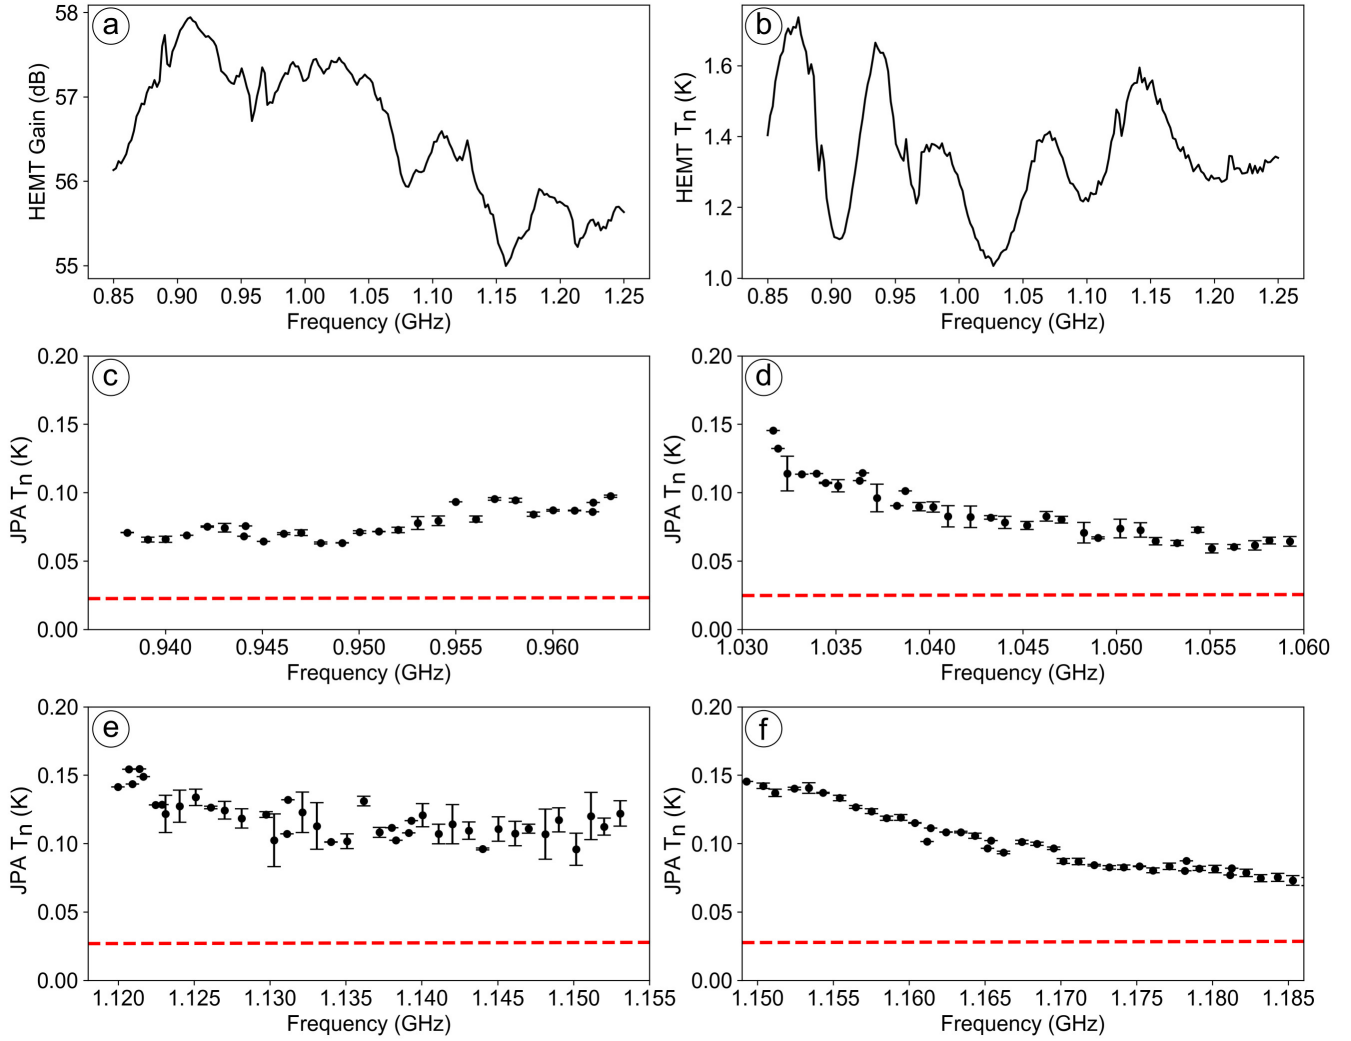 a
HEMT Gain (dB)
58
57
56
55
0.85 0.90 0.95 1.00 1.05 1.10 1.15 1.20 1.25
Frequency (GHz)
b
HEMT Tn (K)
1.6
1.4
1.2
1.0
0.85 0.90 0.95 1.00 1.05 1.10 1.15 1.20 1.25
Frequency (GHz)
c
JPA Tn (K)
0.20
0.15
0.10
0.05
0.00
0.940 0.945 0.950 0.955 0.960
Frequency (GHz)
d
JPA Tn (K)
0.20
0.15
0.10
0.05
0.00
1.030 1.035 1.040 1.045 1.050 1.055 1.060
Frequency (GHz)
e
JPA Tn (K)
0.20
0.15
0.10
0.05
0.00
1.120 1.125 1.130 1.135 1.140 1.145 1.150 1.155
Frequency (GHz)
f
JPA Tn (K)
0.20
0.15
0.10
0.05
0.00
1.150 1.155 1.160 1.165 1.170 1.175 1.180 1.185
Frequency (GHz)